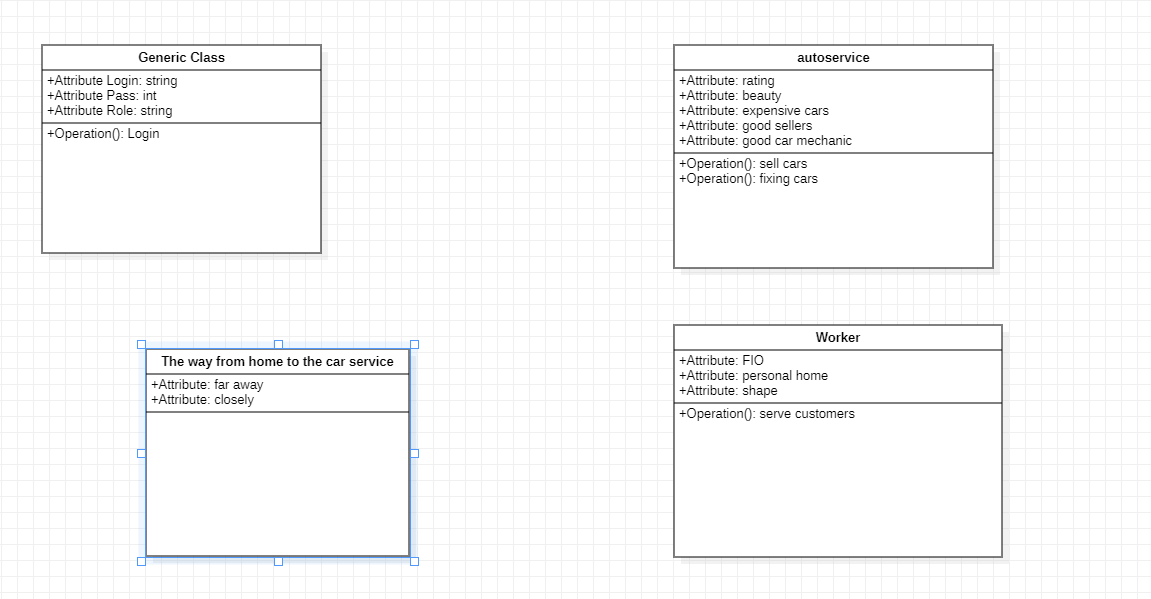 Generic Class
+Attribute Login: string
+Attribute Pass: int
+Attribute Role: string
+Operation(): Login
autoservice
+Attribute: rating
+Attribute: beauty
+Attribute: expensive cars
+Attribute: good sellers
+Attribute: good car mechanic
+Operation(): sell cars
+Operation(): fixing cars
The way from home to the car service
+Attribute: far away
+Attribute: closely
Worker
+Attribute: FIO
+Attribute: personal home
+Attribute: shape
+Operation(): serve customers